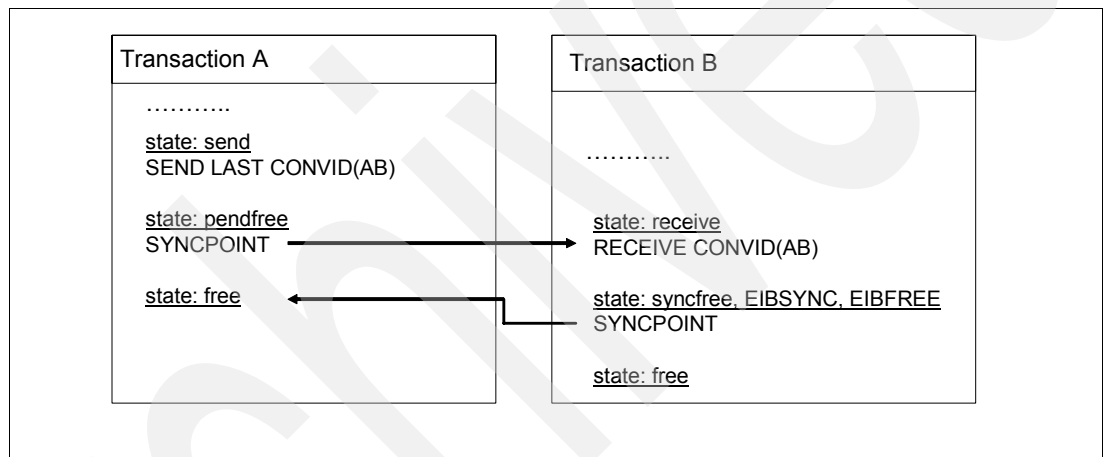 Transaction A
………..
state: send
SEND LAST CONVID(AB)
state: pendfree
SYNCPOINT
state: free
Transaction B
………...
state: receive
RECEIVE CONVID(AB)
state: syncfree, EIBSYNC, EIBFREE
SYNCPOINT
state: free